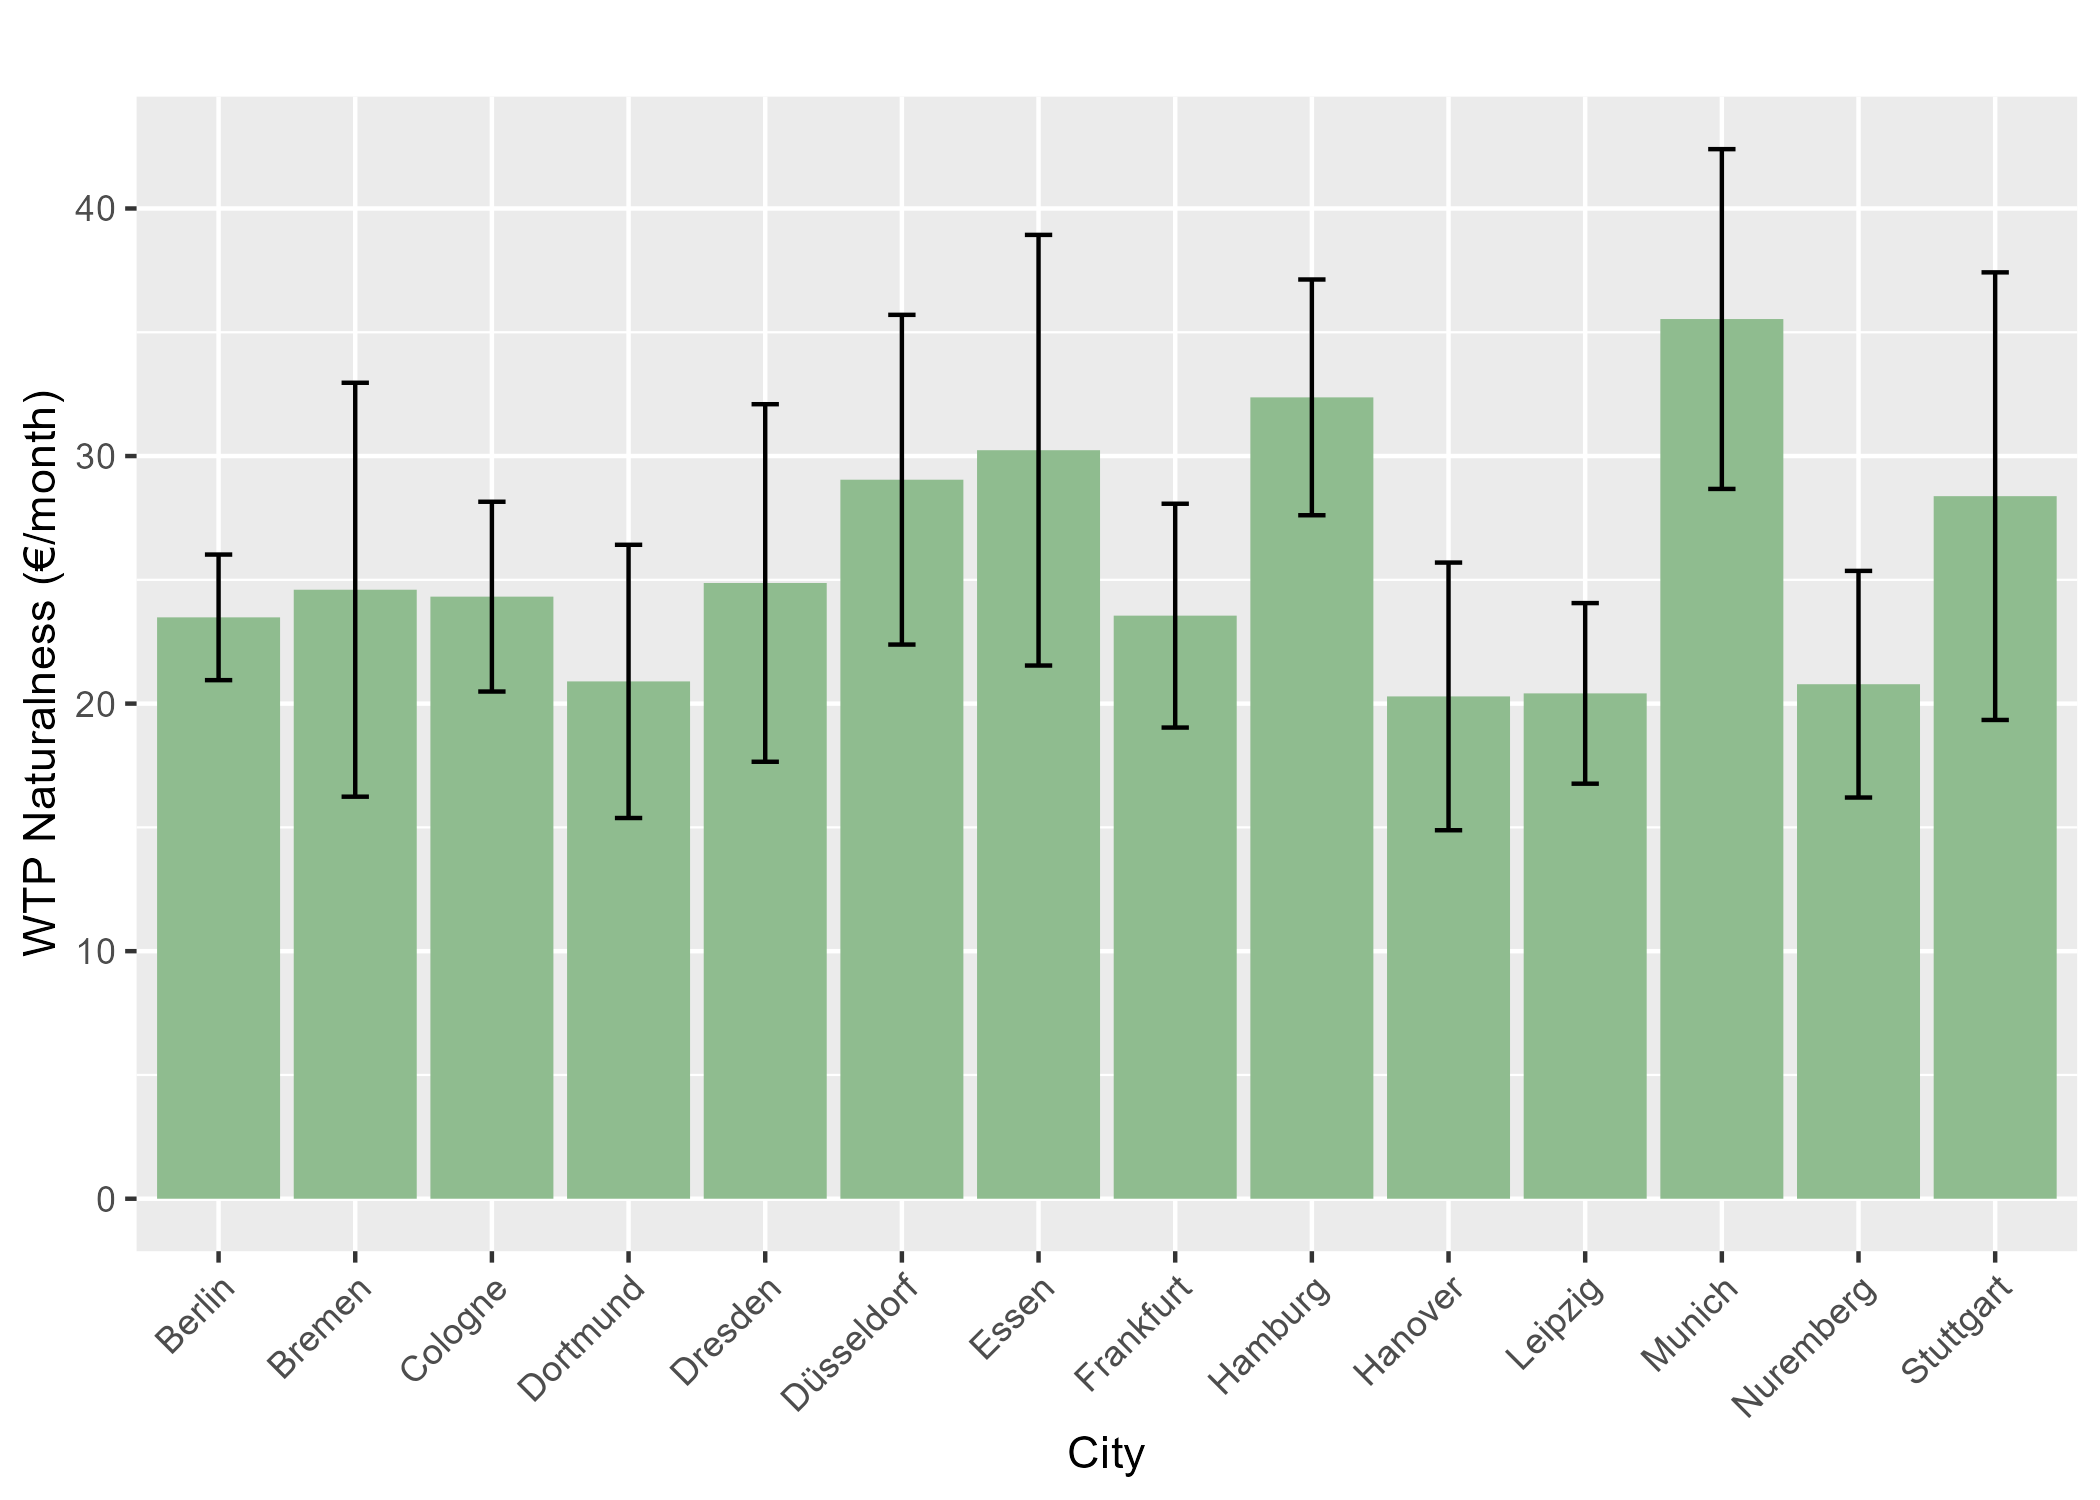 WTP Naturalness (€/month)
40
30
20
10
0
Berlin
Bremen
Cologne
Dortmund
Dresden
Düsseldorf
Essen
Frankfurt
Hamburg
Hanover
Leipzig
Munich
Nuremberg
Stuttgart
City